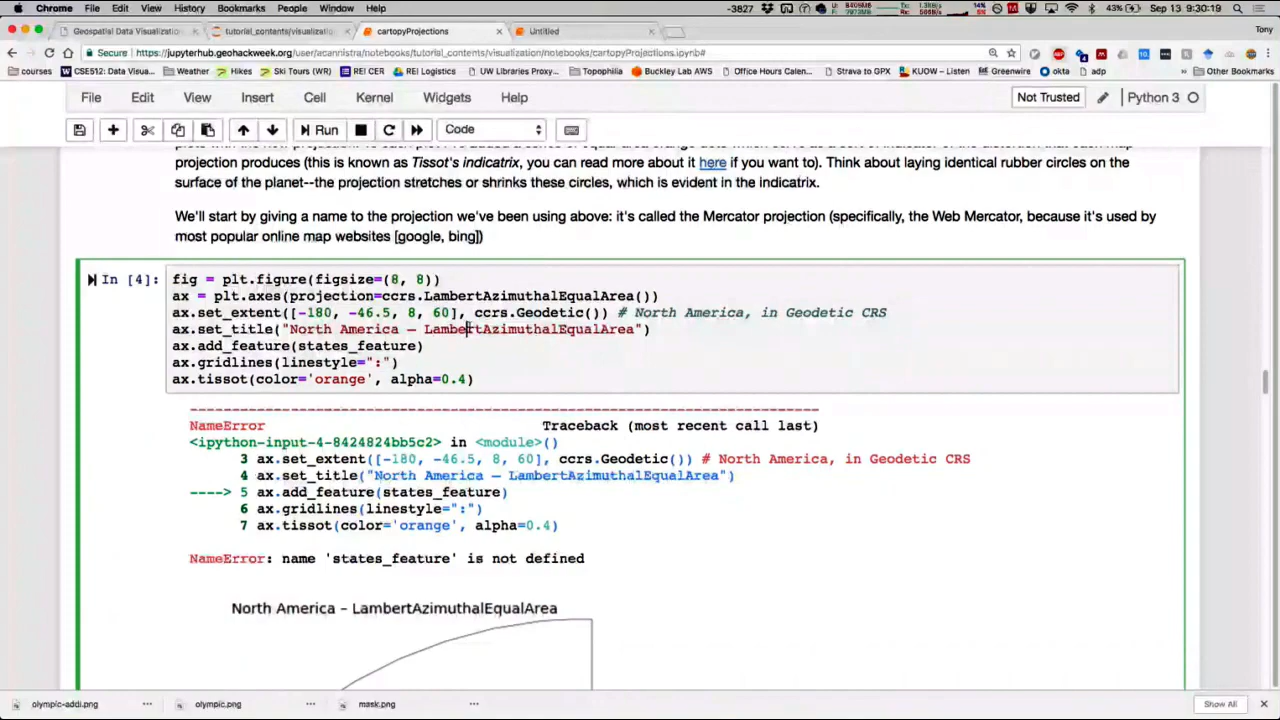 Chrome File Edit View History Bookmarks People Window Help -3827 43% Sep 13 9:30:19
Geospatial Data Visualizatio tutorial_contents/visualization cartopyProjections Untitled Tony
Secure https://jupyterhub.geohackweek.org/user/acannistra/notebooks/tutorial_contents/visualization/notebooks/cartopyProjections.ipynb#
courses CSE512: Data Visua... Weather Hikes Ski Tours (WR) REI CEB REI Logistics UW Libraries Proxy... Topophilia Buckley Lab AWS Office Hours Calen... Strava to GPX KUOW – Listen Greenwire okta adp Other Bookmarks
File Edit View Insert Cell Kernel Widgets Help Not Trusted Python 3
Run Code
projection produces (this is known as Tissot's indicatrix, you can read more about it here if you want to). Think about laying identical rubber circles on the
surface of the planet--the projection stretches or shrinks these circles, which is evident in the indicatrix.
We'll start by giving a name to the projection we've been using above: it's called the Mercator projection (specifically, the Web Mercator, because it's used by
most popular online map websites [google, bing])
In [4]: fig = plt.figure(figsize=(8, 8))
ax = plt.axes(projection=ccrs.LambertAzimuthalEqualArea())
ax.set_extent([-180, -46.5, 8, 60], ccrs.Geodetic()) # North America, in Geodetic CRS
ax.set_title("North America – LambertAzimuthalEqualArea")
ax.add_feature(states_feature)
ax.gridlines(linestyle=":")
ax.tissot(color='orange', alpha=0.4)
---------------------------------------------------------------------------
NameError Traceback (most recent call last)
<ipython-input-4-8424824bb5c2> in <module>()
3 ax.set_extent([-180, -46.5, 8, 60], ccrs.Geodetic()) # North America, in Geodetic CRS
4 ax.set_title("North America – LambertAzimuthalEqualArea")
----> 5 ax.add_feature(states_feature)
6 ax.gridlines(linestyle=":")
7 ax.tissot(color='orange', alpha=0.4)
NameError: name 'states_feature' is not defined
North America – LambertAzimuthalEqualArea
olympic-addi.png olympic.png mask.png Show All